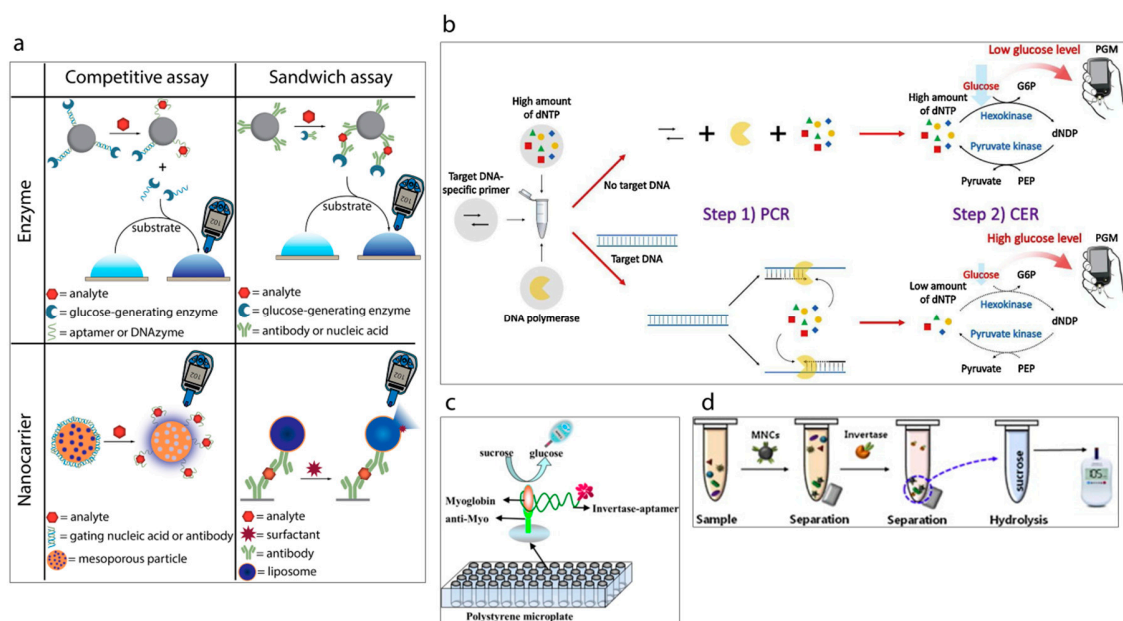 a
Competitive assay
Sandwich assay
Enzyme
+
substrate
102
= analyte
= glucose-generating enzyme
= aptamer or DNAzyme
substrate
102
= analyte
= glucose-generating enzyme
= antibody or nucleic acid
Nanocarrier
102
= analyte
= gating nucleic acid or antibody
= mesoporous particle
102
= analyte
= surfactant
= antibody
= liposome
b
High amount
of dNTP
Target DNA-
specific primer
DNA polymerase
No target DNA
Target DNA
+
+
Step 1) PCR
Step 2) CER
Low glucose level
PGM
High amount
of dNTP
Glucose
G6P
Hexokinase
dNDP
Pyruvate kinase
Pyruvate
PEP
High glucose level
PGM
Low amount
of dNTP
Glucose
G6P
Hexokinase
dNDP
Pyruvate kinase
Pyruvate
PEP
c
sucrose
glucose
Myoglobin
anti-Myo
Invertase-aptamer
Polystyrene microplate
d
MNCs
Invertase
sucrose
105
Sample
Separation
Separation
Hydrolysis